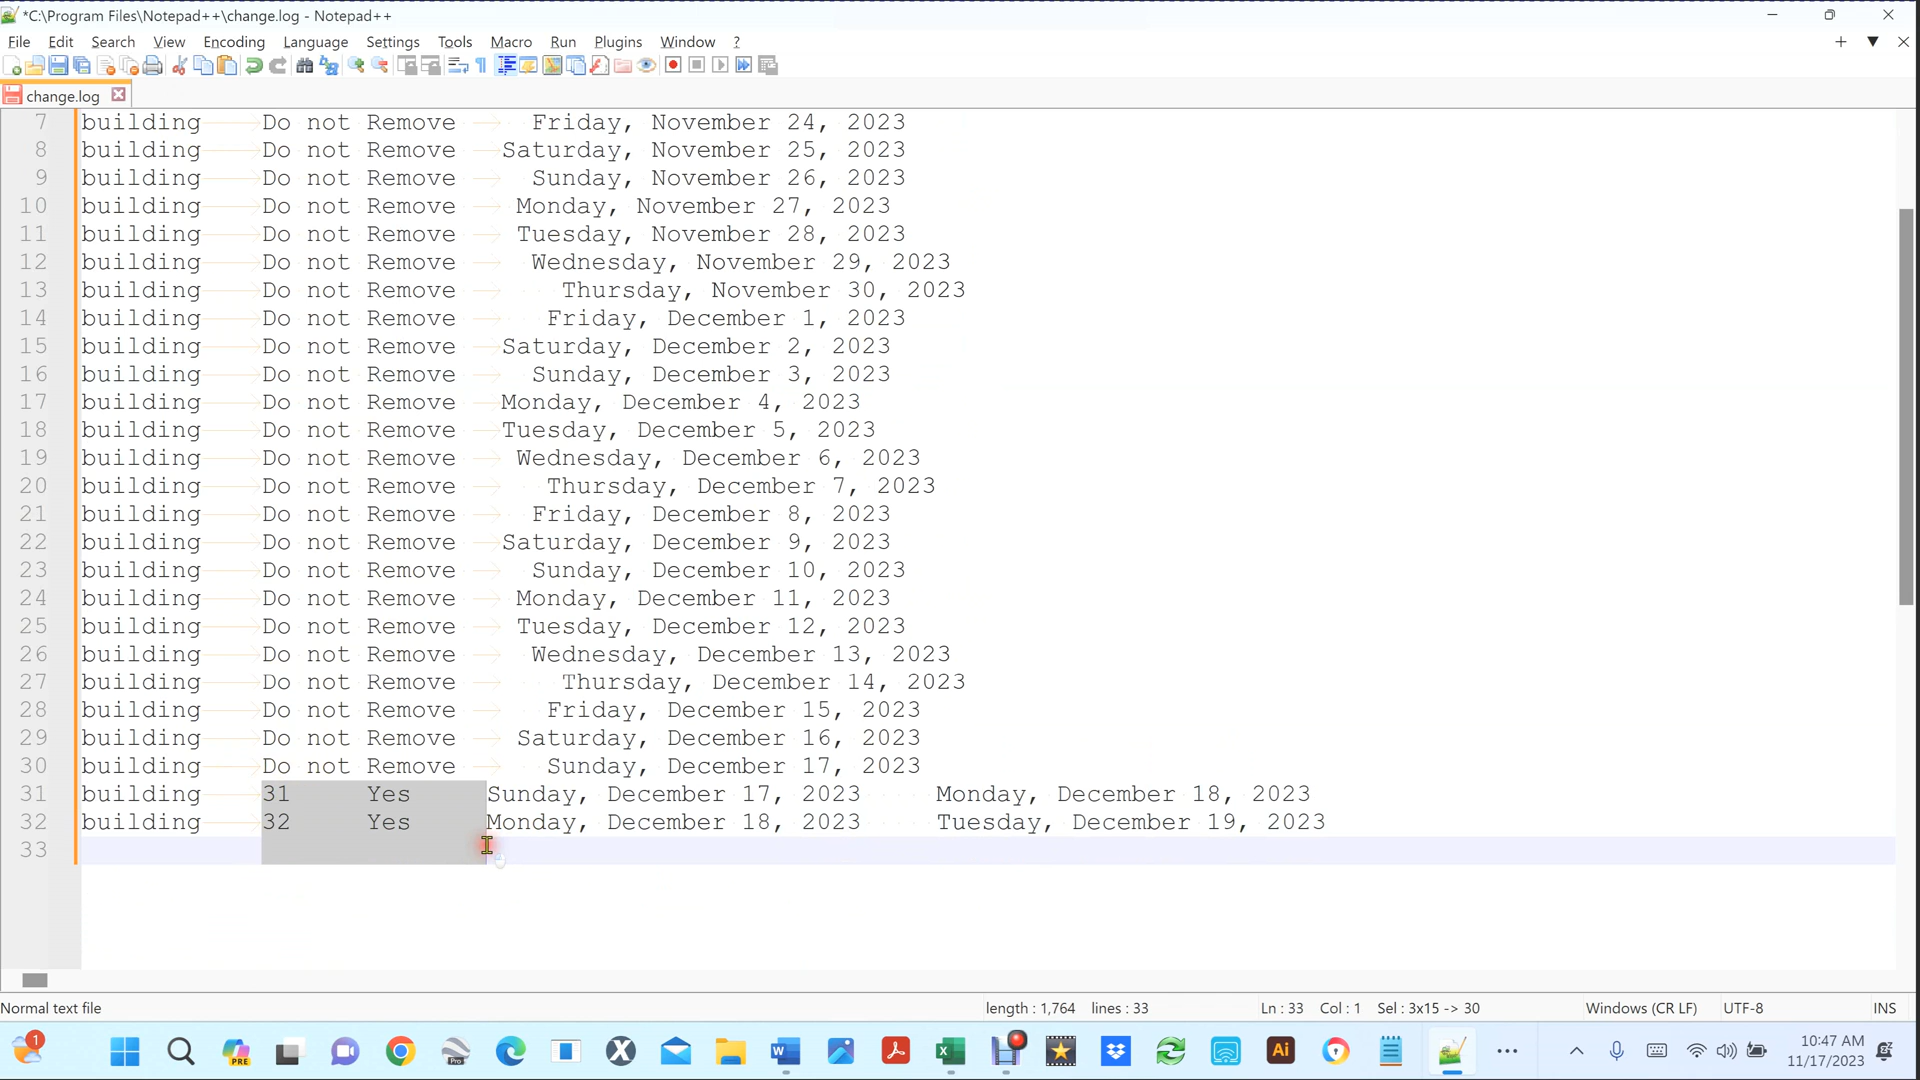 *C:\Program Files\Notepad++\change.log - Notepad++
File Edit Search View Encoding Language Settings Tools Macro Run Plugins Window ?
change.log
7 building Do not Remove Friday, November 24, 2023
8 building Do not Remove Saturday, November 25, 2023
9 building Do not Remove Sunday, November 26, 2023
10 building Do not Remove Monday, November 27, 2023
11 building Do not Remove Tuesday, November 28, 2023
12 building Do not Remove Wednesday, November 29, 2023
13 building Do not Remove Thursday, November 30, 2023
14 building Do not Remove Friday, December 1, 2023
15 building Do not Remove Saturday, December 2, 2023
16 building Do not Remove Sunday, December 3, 2023
17 building Do not Remove Monday, December 4, 2023
18 building Do not Remove Tuesday, December 5, 2023
19 building Do not Remove Wednesday, December 6, 2023
20 building Do not Remove Thursday, December 7, 2023
21 building Do not Remove Friday, December 8, 2023
22 building Do not Remove Saturday, December 9, 2023
23 building Do not Remove Sunday, December 10, 2023
24 building Do not Remove Monday, December 11, 2023
25 building Do not Remove Tuesday, December 12, 2023
26 building Do not Remove Wednesday, December 13, 2023
27 building Do not Remove Thursday, December 14, 2023
28 building Do not Remove Friday, December 15, 2023
29 building Do not Remove Saturday, December 16, 2023
30 building Do not Remove Sunday, December 17, 2023
31 building 31 Yes Sunday, December 17, 2023 Monday, December 18, 2023
32 building 32 Yes Monday, December 18, 2023 Tuesday, December 19, 2023
33
Normal text file length : 1,764 lines : 33 Ln : 33 Col : 1 Sel : 3x15 -> 30 Windows (CR LF) UTF-8 INS
1 PRE Pro Ai 10:47 AM
11/17/2023